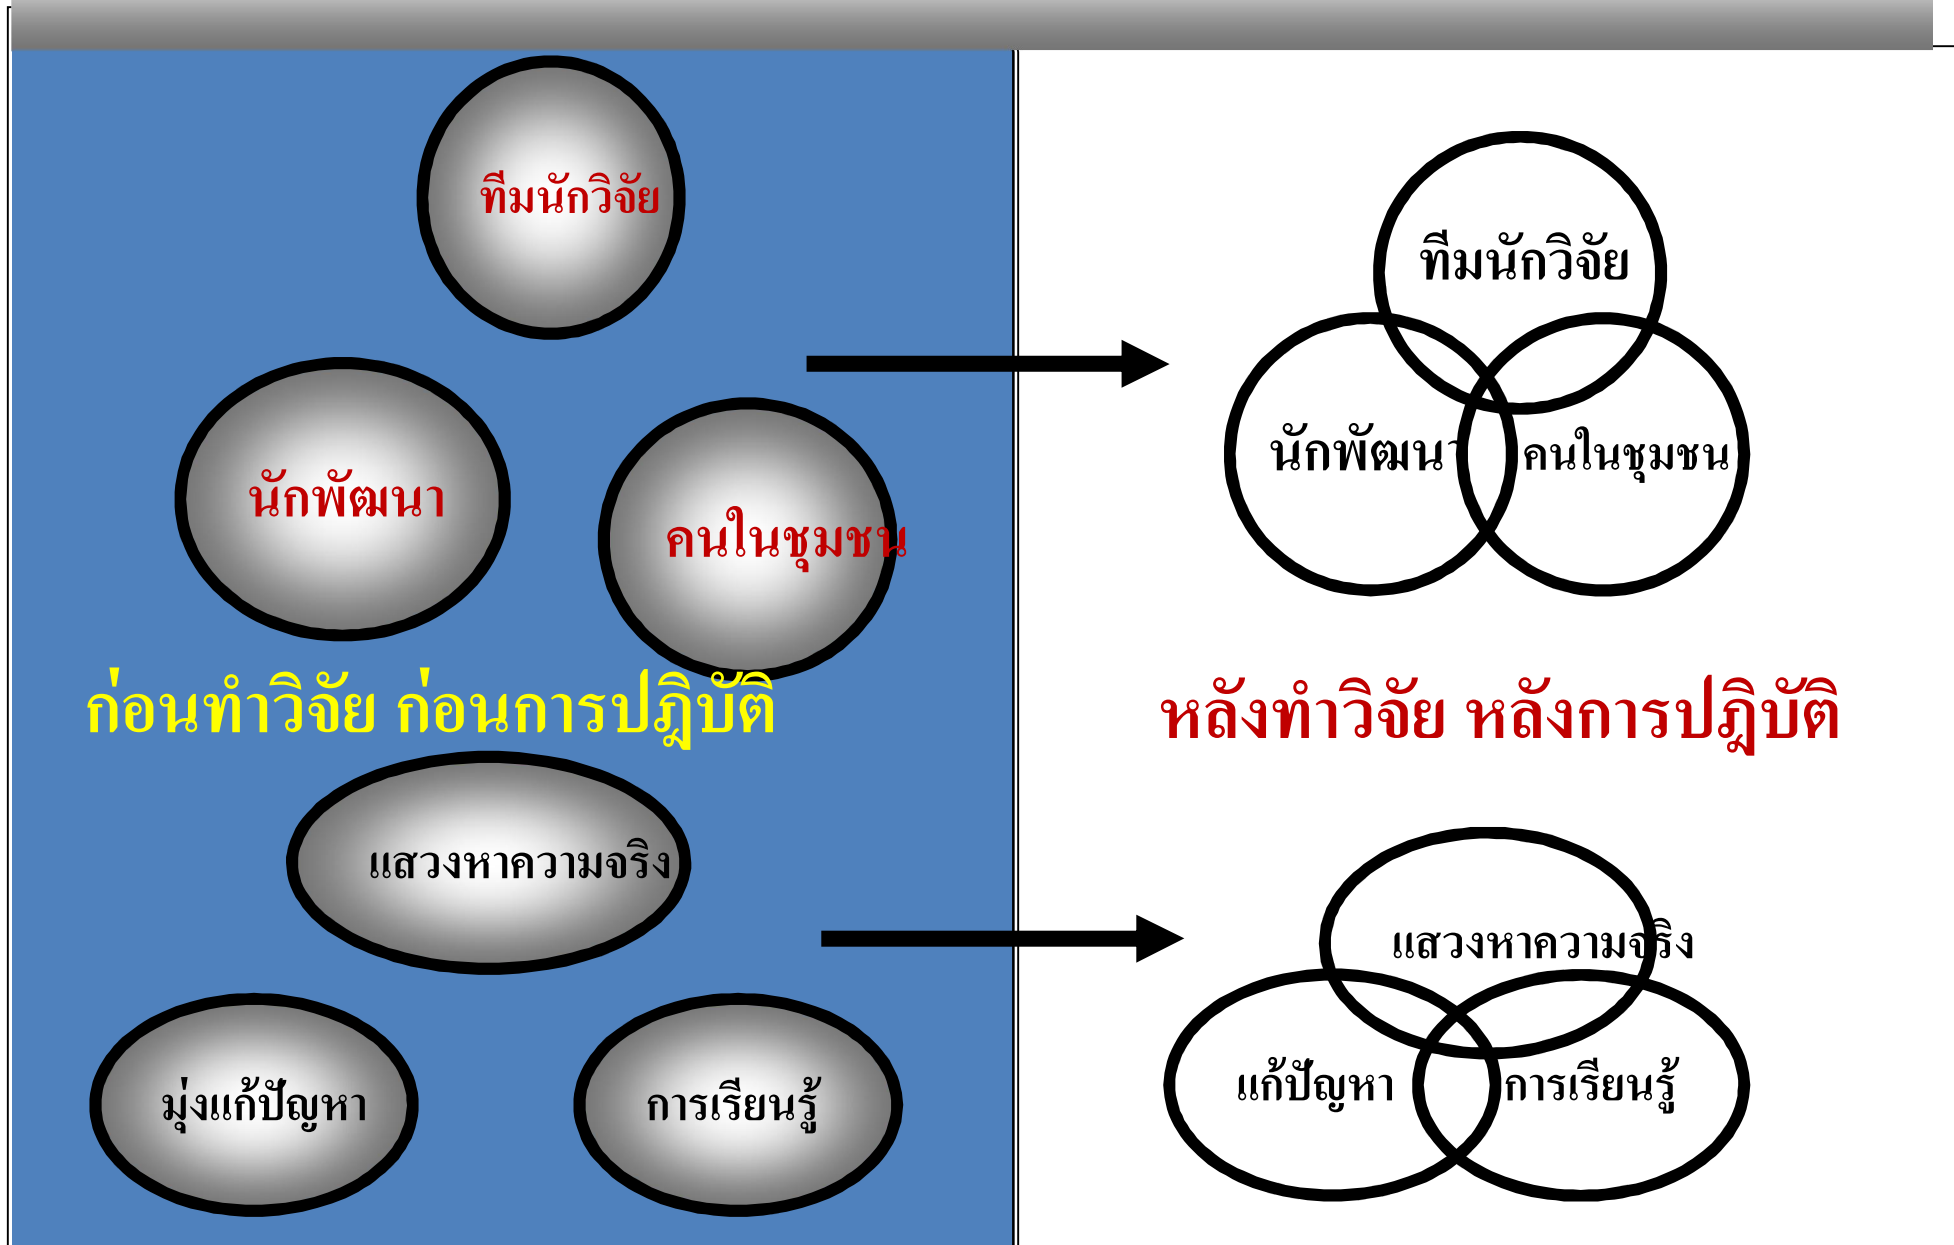 ทีมนักวิจัย
นักพัฒนา
คนในชุมชน
ก่อนทำวิจัย ก่อนการปฎิบัติ
แสวงหาความจริง
มุ่งแก้ปัญหา
การเรียนรู้
ทีมนักวิจัย
นักพัฒนา
คนในชุมชน
หลังทำวิจัย หลังการปฎิบัติ
แสวงหาความจริง
แก้ปัญหา
การเรียนรู้